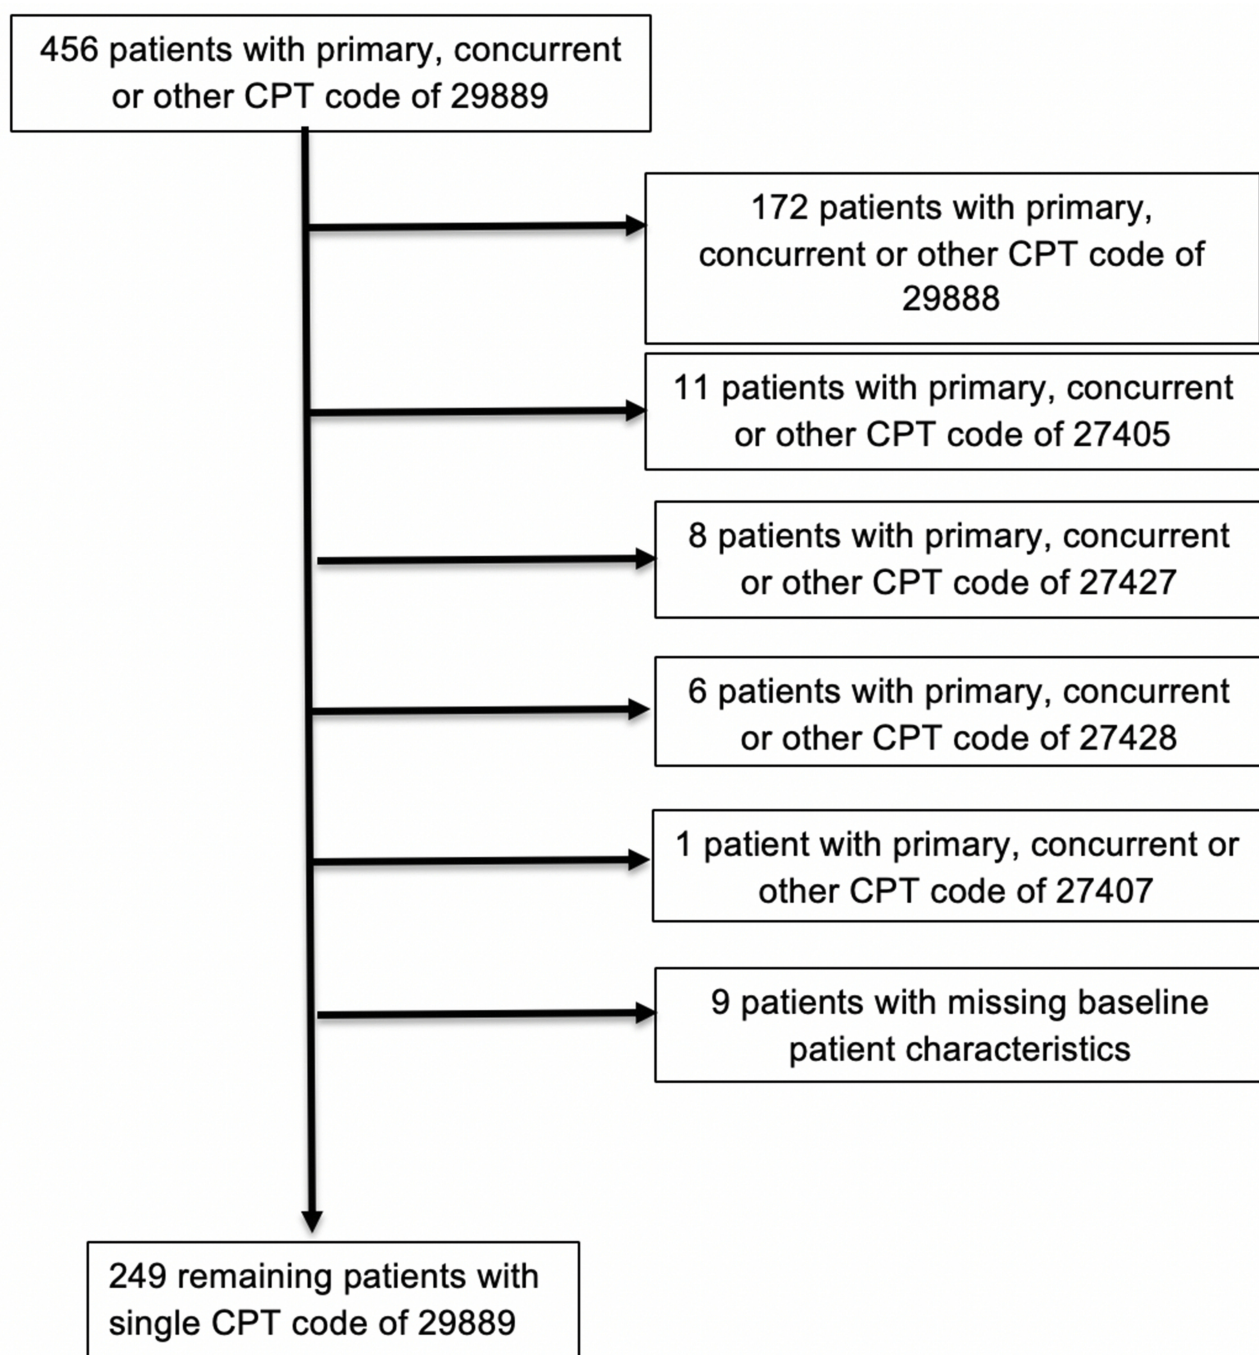 456 patients with primary, concurrent
or other CPT code of 29889
172 patients with primary,
concurrent or other CPT code of
29888
11 patients with primary, concurrent
or other CPT code of 27405
8 patients with primary, concurrent
or other CPT code of 27427
6 patients with primary, concurrent
or other CPT code of 27428
1 patient with primary, concurrent or
other CPT code of 27407
9 patients with missing baseline
patient characteristics
249 remaining patients with
single CPT code of 29889